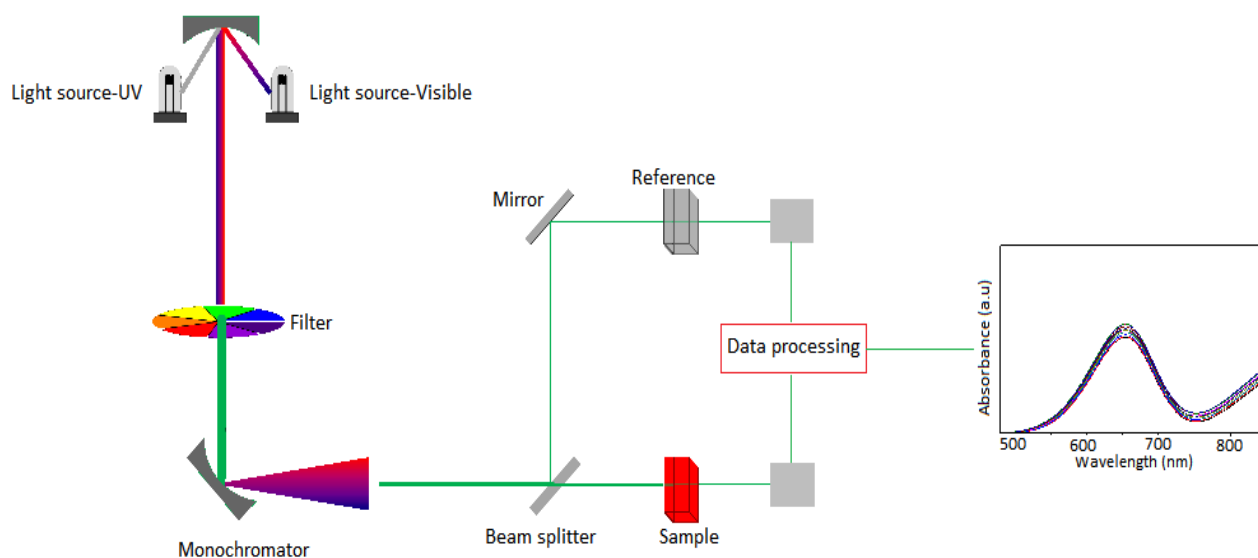 Light source-UV
Light source-Visible
Reference
Mirror
Filter
Data processing
Absorbance (a.u)
500 600 700 800
Wavelength (nm)
Beam splitter
Sample
Monochromator